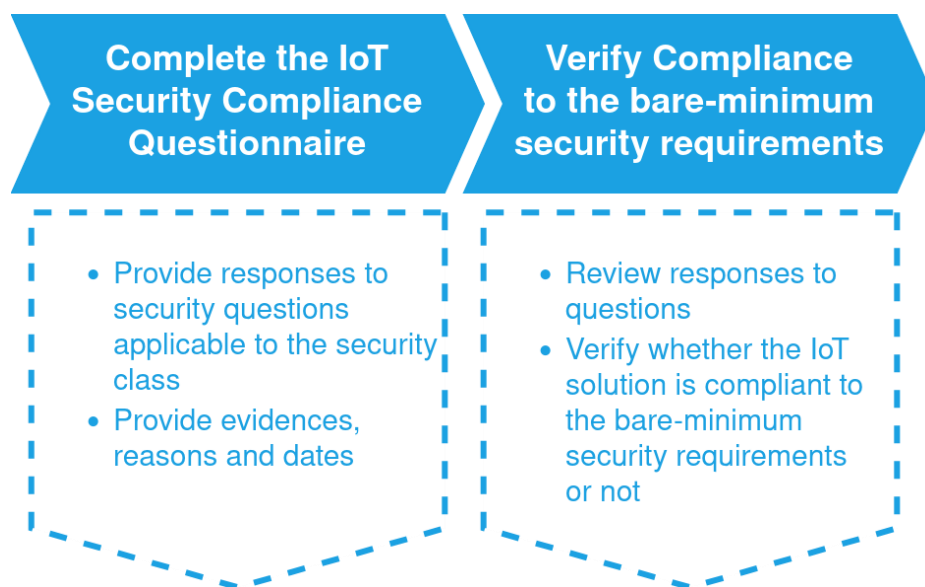 Complete the IoT
Security Compliance
Questionnaire
• Provide responses to
security questions
applicable to the security
class
• Provide evidences,
reasons and dates
Verify Compliance
to the bare-minimum
security requirements
• Review responses to
questions
• Verify whether the IoT
solution is compliant to
the bare-minimum
security requirements
or not